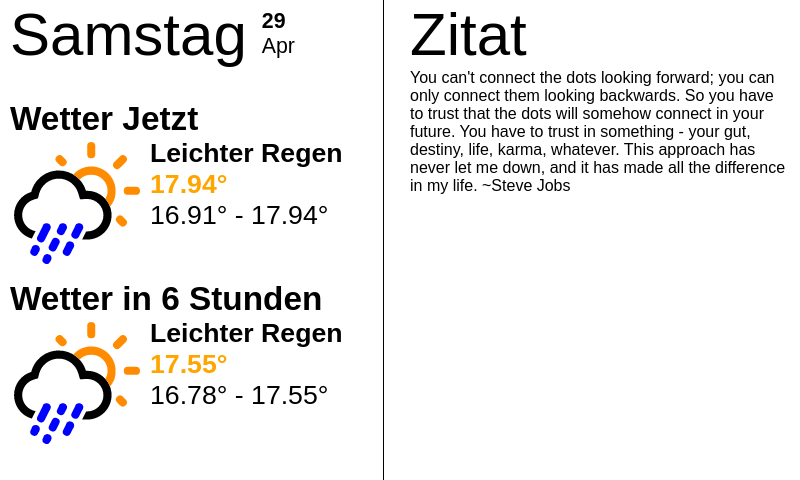 Samstag
29
Apr
Wetter Jetzt
Leichter Regen
17.94°
16.91° - 17.94°
Wetter in 6 Stunden
Leichter Regen
17.55°
16.78° - 17.55°
Zitat
You can't connect the dots looking forward; you can
only connect them looking backwards. So you have
to trust that the dots will somehow connect in your
future. You have to trust in something - your gut,
destiny, life, karma, whatever. This approach has
never let me down, and it has made all the difference
in my life. ~Steve Jobs